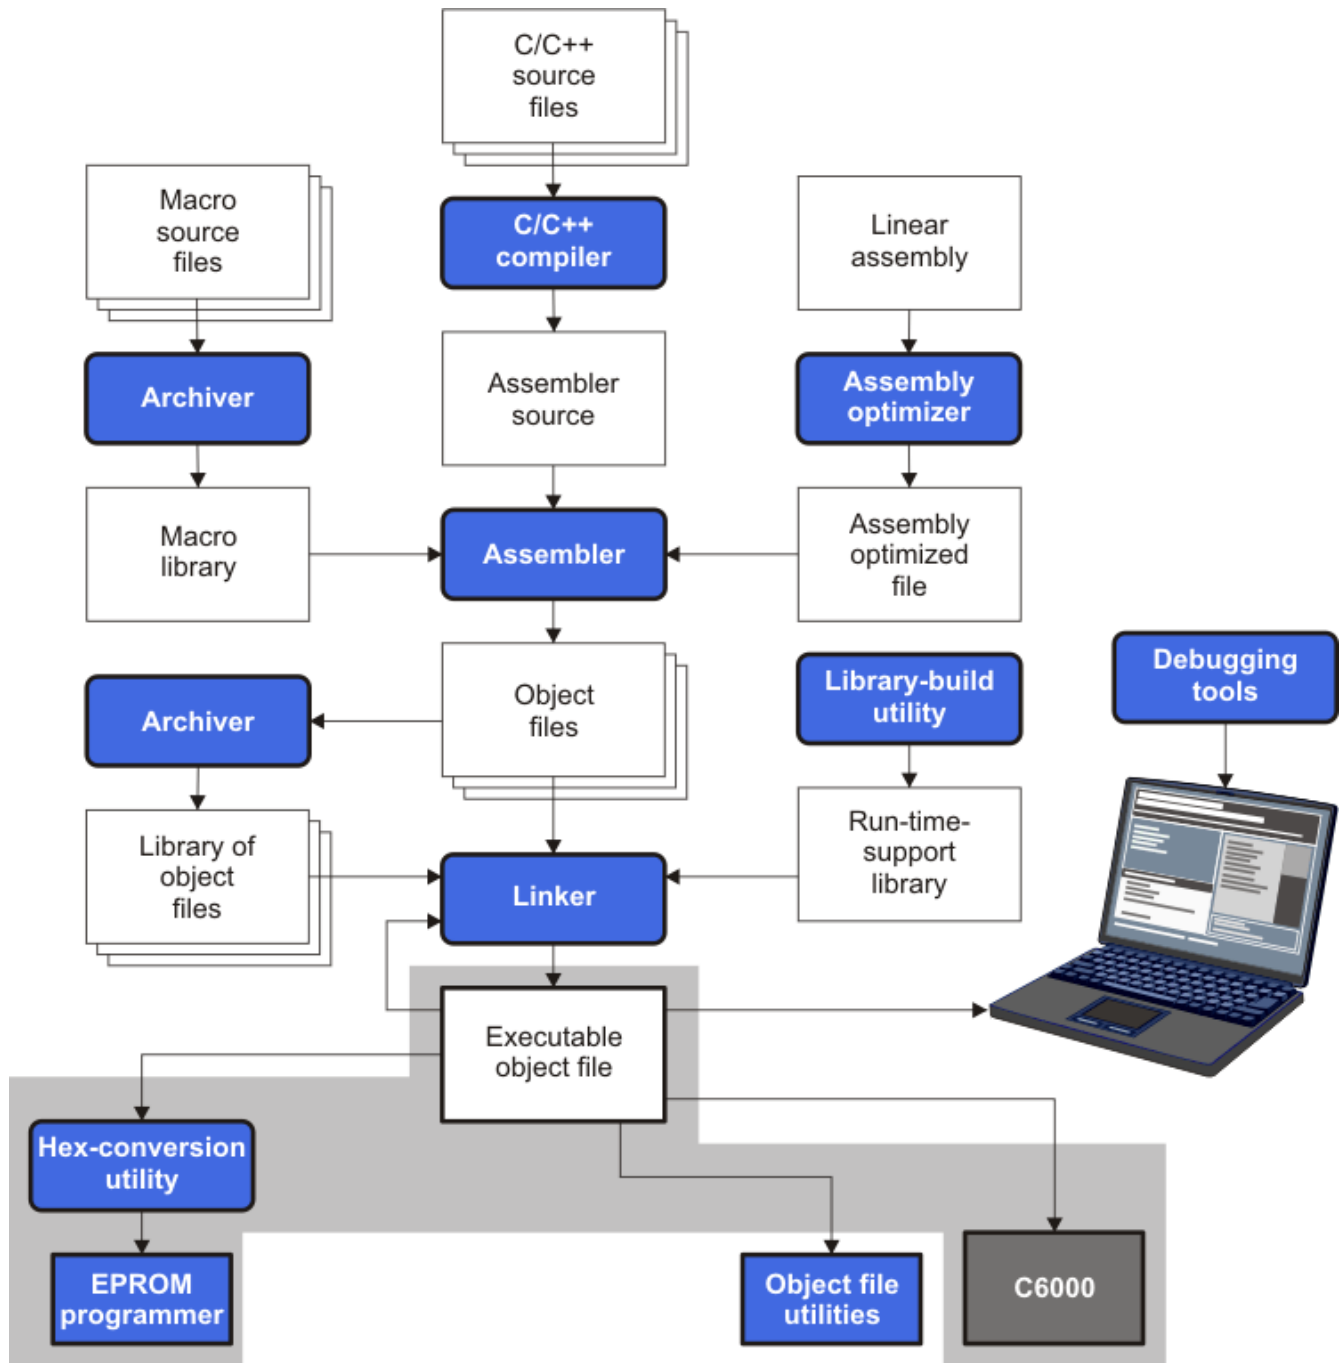 C/C++
source
files
Macro
source
files
C/C++
compiler
Linear
assembly
Archiver
Assembler
source
Assembly
optimizer
Macro
library
Assembler
Assembly
optimized
file
Archiver
Object
files
Library-build
utility
Debugging
tools
Library of
object
files
Linker
Run-time-
support
library
Executable
object file
Hex-conversion
utility
EPROM
programmer
Object file
utilities
C6000